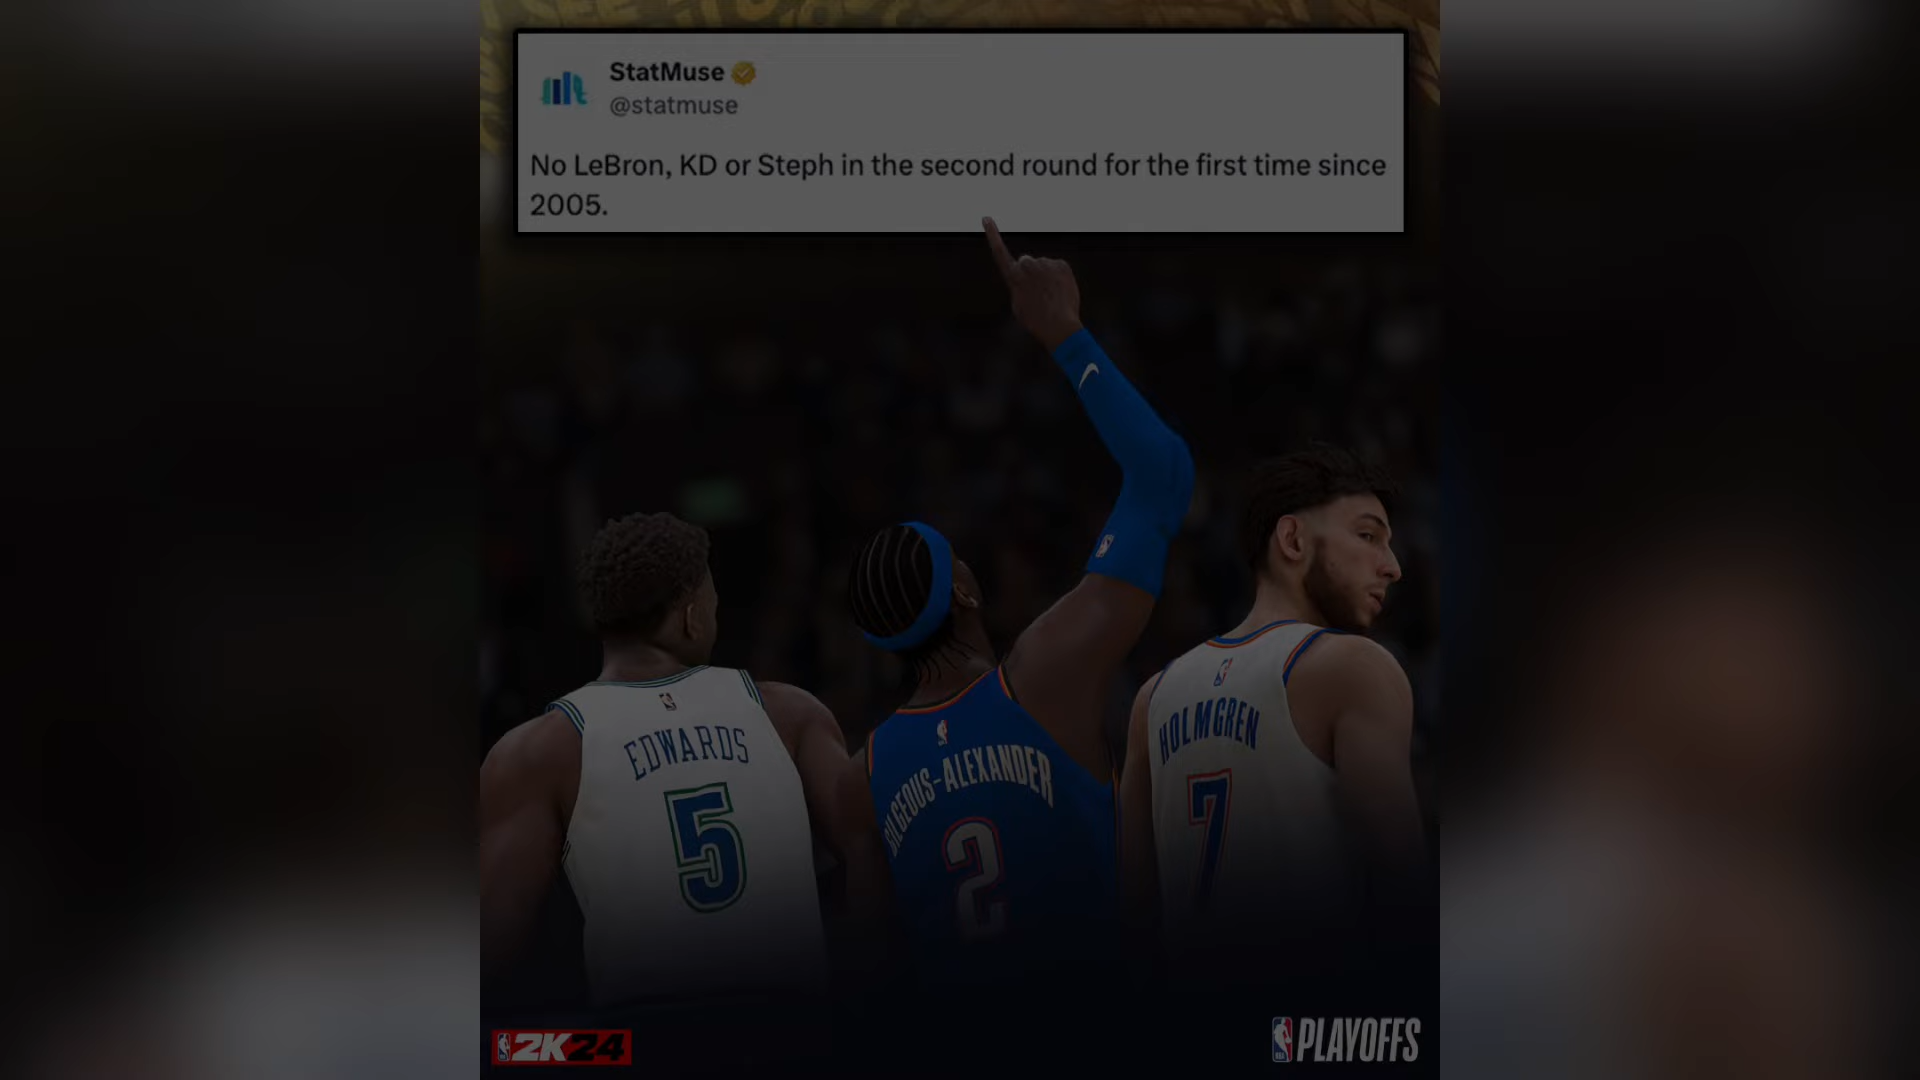 StatMuse
@statmuse
No LeBron, KD or Steph in the second round for the first time since
2005.
EDWARDS
5
GILGEOUS-ALEXANDER
2
HOLMGREN
7
2K24
PLAYOFFS